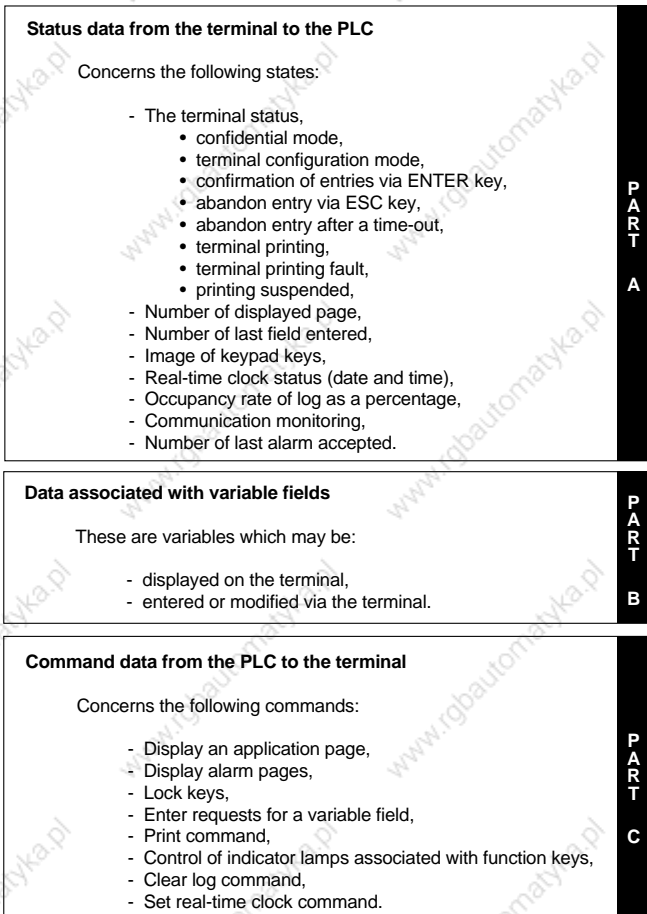 Status data from the terminal to the PLC
Concerns the following states:
- The terminal status,
• confidential mode,
• terminal configuration mode,
• confirmation of entries via ENTER key,
• abandon entry via ESC key,
• abandon entry after a time-out,
• terminal printing,
• terminal printing fault,
• printing suspended,
- Number of displayed page,
- Number of last field entered,
- Image of keypad keys,
- Real-time clock status (date and time),
- Occupancy rate of log as a percentage,
- Communication monitoring,
- Number of last alarm accepted.
PART A
Data associated with variable fields
These are variables which may be:
- displayed on the terminal,
- entered or modified via the terminal.
PART B
Command data from the PLC to the terminal
Concerns the following commands:
- Display an application page,
- Display alarm pages,
- Lock keys,
- Enter requests for a variable field,
- Print command,
- Control of indicator lamps associated with function keys,
- Clear log command,
- Set real-time clock command.
PART C
www.rgbautomatyka.pl